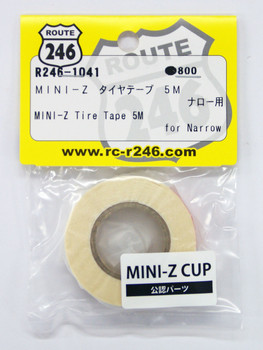 ROUTE
246
R246-1041
●800
MINI-Z タイヤテープ 5M
ナロー用
MINI-Z Tire Tape 5M
for Narrow
www.rc-r246.com
MINI-Z CUP
公認パーツ